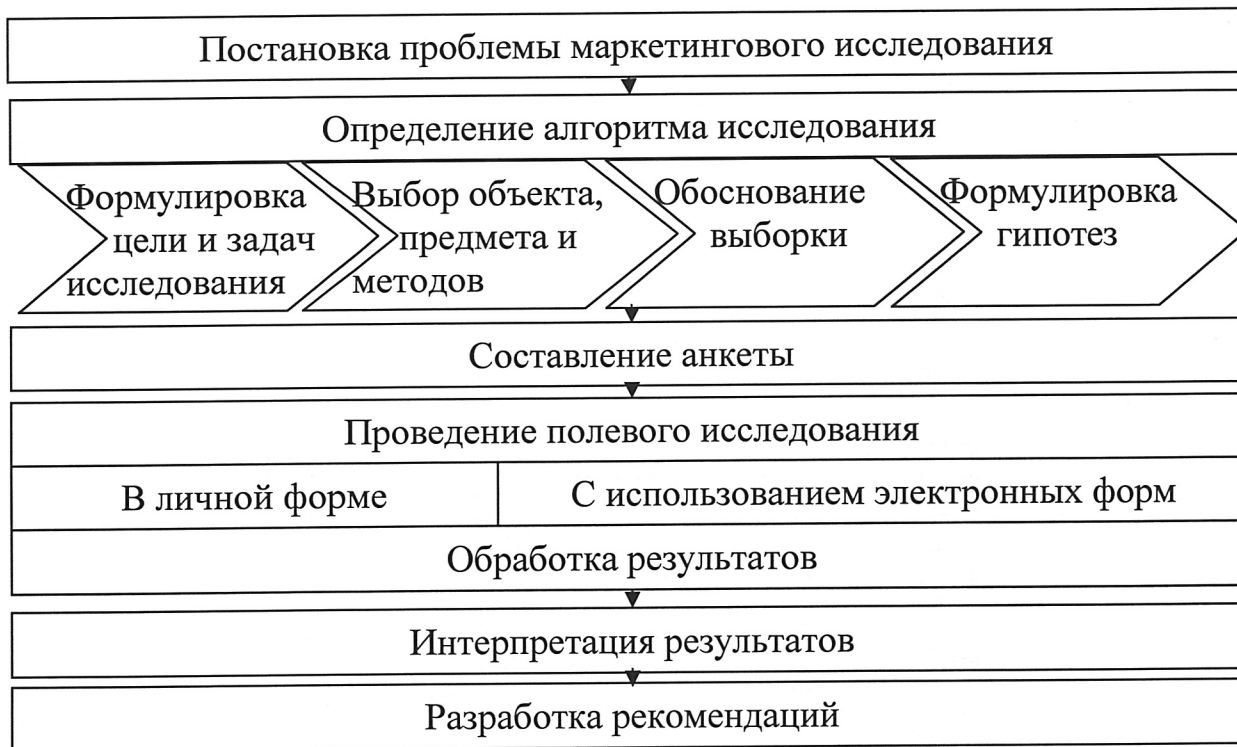 Постановка проблемы маркетингового исследования
Определение алгоритма исследования
Формулировка
цели и задач
исследования
Выбор объекта,
предмета и
методов
Обоснование
выборки
Формулировка
гипотез
Составление анкеты
Проведение полевого исследования
В личной форме
С использованием электронных форм
Обработка результатов
Интерпретация результатов
Разработка рекомендаций